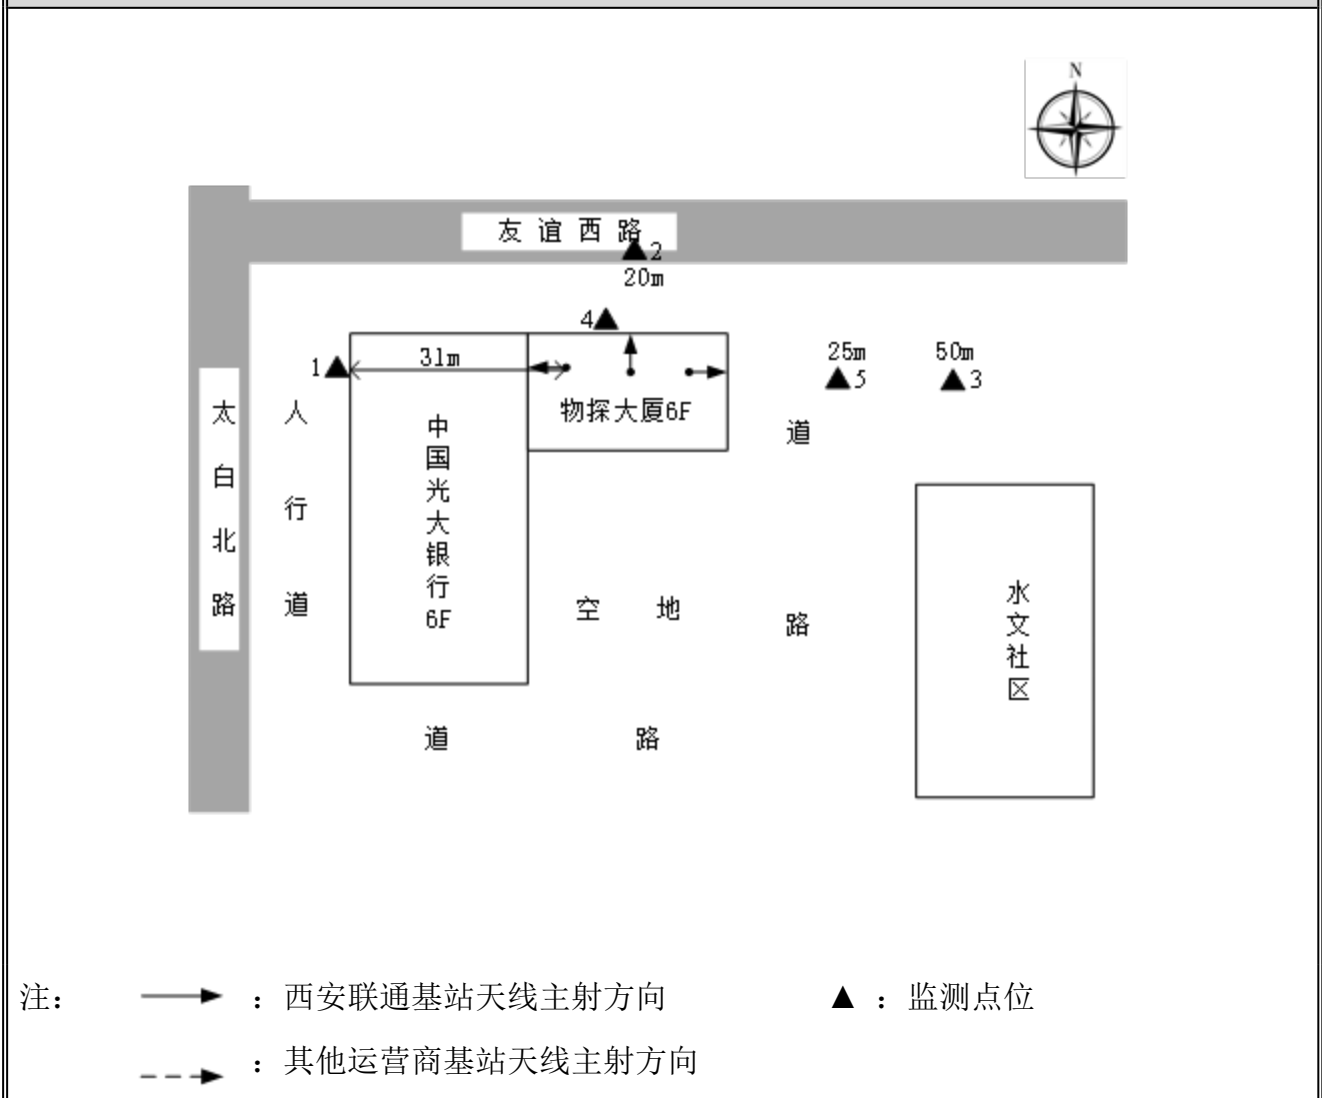 N
友谊西路
▲2
20m
4▲
1▲
31m
25m
▲5
50m
▲3
物探大厦6F
太白北路
人行道
中国光大银行6F
道路
空地
水文社区
道路
注：
：西安联通基站天线主射方向
▲：监测点位
：其他运营商基站天线主射方向